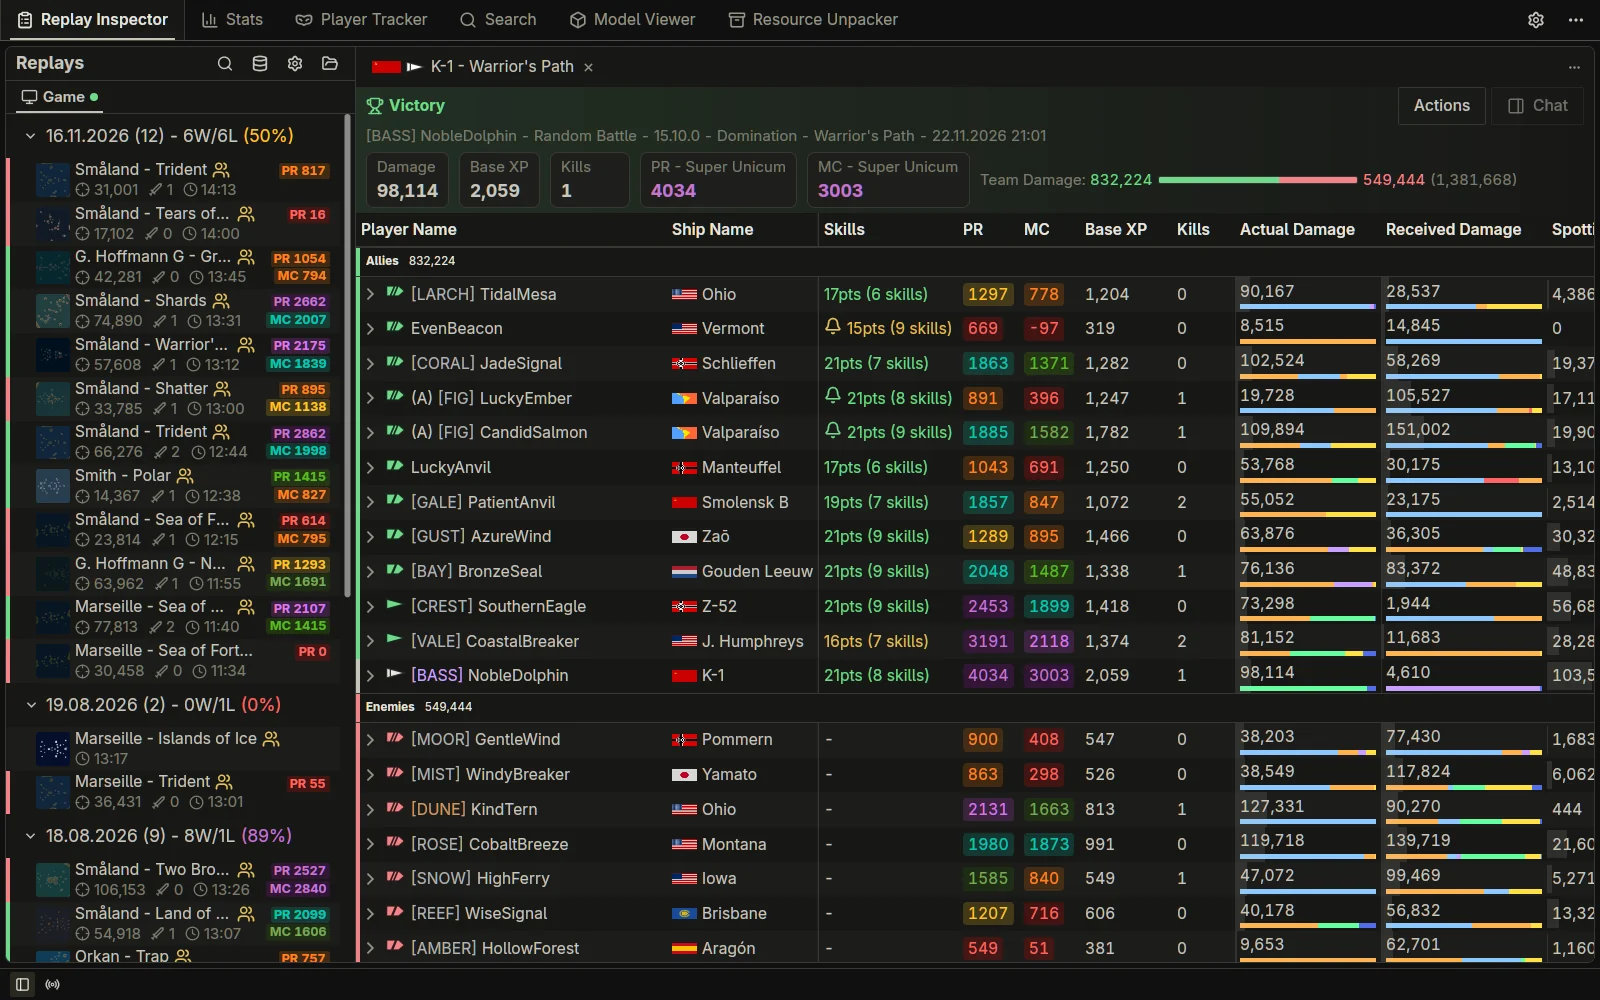 Replay Inspector Stats Player Tracker Search Model Viewer Resource Unpacker
Replays
Game
16.11.2026 (12) - 6W/6L (50%)
Småland - Trident PR 817
31,001 1 14:13
Småland - Tears of... PR 16
17,102 0 14:00
G. Hoffmann G - Gr... PR 1054
42,281 0 13:45 MC 794
Småland - Shards PR 2662
74,890 1 13:31 MC 2007
Småland - Warrior'... PR 2175
57,608 1 13:12 MC 1839
Småland - Shatter PR 895
33,785 1 13:00 MC 1138
Småland - Trident PR 2862
66,276 2 12:44 MC 1998
Smith - Polar PR 1415
14,367 1 12:38 MC 827
Småland - Sea of F... PR 614
23,814 1 12:15 MC 795
G. Hoffmann G - N... PR 1293
63,962 1 11:55 MC 1691
Marseille - Sea of ... PR 2107
77,813 2 11:40 MC 1415
Marseille - Sea of Fort... PR 0
30,458 0 11:34
19.08.2026 (2) - 0W/1L (0%)
Marseille - Islands of Ice
13:17
Marseille - Trident PR 55
36,431 0 13:01
18.08.2026 (9) - 8W/1L (89%)
Småland - Two Bro... PR 2527
106,153 0 13:26 MC 2840
Småland - Land of ... PR 2099
54,918 1 13:07 MC 1606
Orkan - Trap PR 757
K-1 - Warrior's Path
Victory
Actions Chat
[BASS] NobleDolphin - Random Battle - 15.10.0 - Domination - Warrior's Path - 22.11.2026 21:01
Damage Base XP Kills PR - Super Unicum MC - Super Unicum
98,114 2,059 1 4034 3003
Team Damage: 832,224 549,444 (1,381,668)
Player Name Ship Name Skills PR MC Base XP Kills Actual Damage Received Damage Spotti
Allies 832,224
[LARCH] TidalMesa Ohio 17pts (6 skills) 1297 778 1,204 0 90,167 28,537 4,386
EvenBeacon Vermont 15pts (9 skills) 669 -97 319 0 8,515 14,845 0
[CORAL] JadeSignal Schlieffen 21pts (7 skills) 1863 1371 1,282 0 102,524 58,269 19,37
(A) [FIG] LuckyEmber Valparaíso 21pts (8 skills) 891 396 1,247 1 19,728 105,527 17,11
(A) [FIG] CandidSalmon Valparaíso 21pts (9 skills) 1885 1582 1,782 1 109,894 151,002 19,90
LuckyAnvil Manteuffel 17pts (6 skills) 1043 691 1,250 0 53,768 30,175 13,10
[GALE] PatientAnvil Smolensk B 19pts (7 skills) 1857 847 1,072 2 55,052 23,175 2,514
[GUST] AzureWind Zaō 21pts (9 skills) 1289 895 1,466 0 63,876 36,305 30,32
[BAY] BronzeSeal Gouden Leeuw 21pts (9 skills) 2048 1487 1,338 1 76,136 83,372 48,83
[CREST] SouthernEagle Z-52 21pts (9 skills) 2453 1899 1,418 0 73,298 1,944 56,68
[VALE] CoastalBreaker J. Humphreys 16pts (7 skills) 3191 2118 1,374 2 81,152 11,683 28,28
[BASS] NobleDolphin K-1 21pts (8 skills) 4034 3003 2,059 1 98,114 4,610 103,5
Enemies 549,444
[MOOR] GentleWind Pommern - 900 408 547 0 38,203 77,430 1,683
[MIST] WindyBreaker Yamato - 863 298 526 0 38,549 117,824 6,062
[DUNE] KindTern Ohio - 2131 1663 813 1 127,331 90,270 444
[ROSE] CobaltBreeze Montana - 1980 1873 991 0 119,718 139,719 21,60
[SNOW] HighFerry Iowa - 1585 840 549 1 47,072 99,469 5,271
[REEF] WiseSignal Brisbane - 1207 716 606 0 40,178 56,832 13,32
[AMBER] HollowForest Aragón - 549 51 381 0 9,653 62,701 1,160